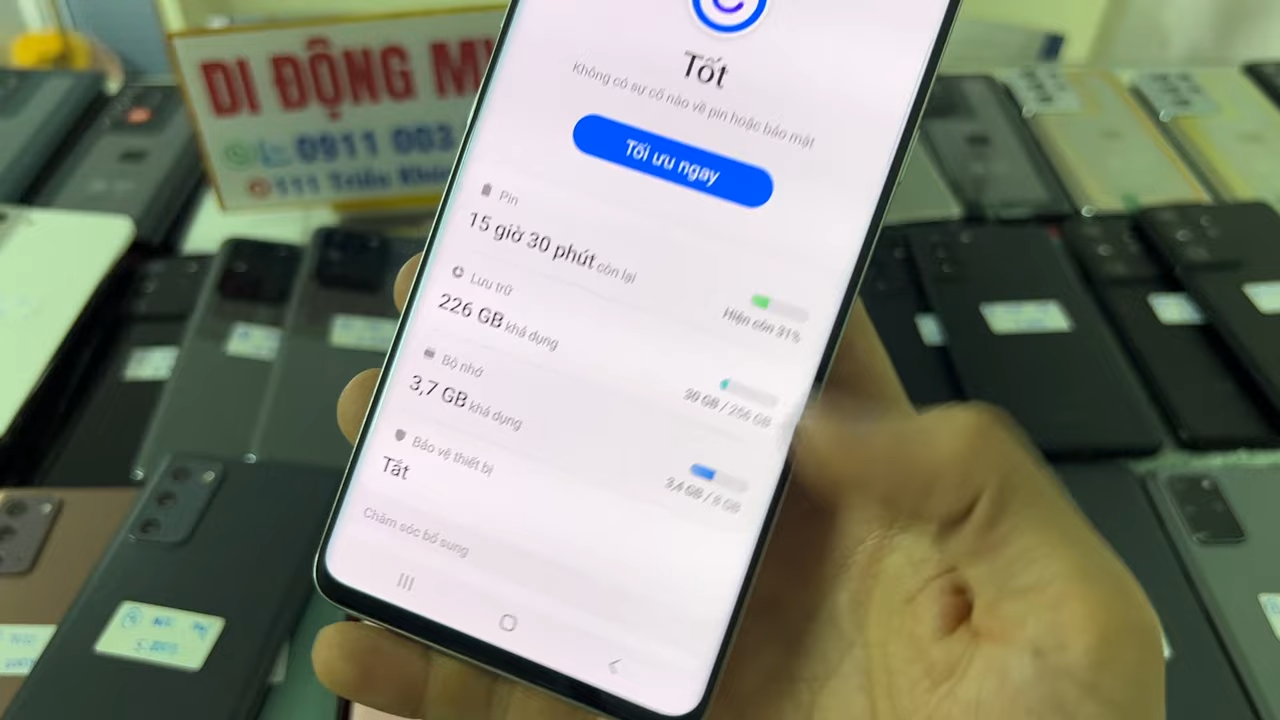 DI ĐỘNG
0911 003
111 Triều Khúc
Tốt
Không có sự cố nào về pin hoặc bảo mật
Tối ưu ngay
Pin
15 giờ 30 phút còn lại
Hiện còn 31%
Lưu trữ
226 GB khả dụng
30 GB / 256 GB
Bộ nhớ
3,7 GB khả dụng
3,4 GB / 8 GB
Bảo vệ thiết bị
Tắt
Chăm sóc bổ sung